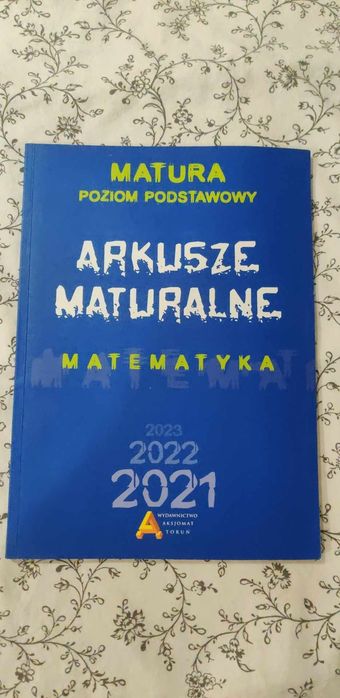 MATURA
POZIOM PODSTAWOWY
ARKUSZE
MATURALNE
MATEMATYKA
2023
2022
2021
WYDAWNICTWO
AKSJOMAT
TORUŃ